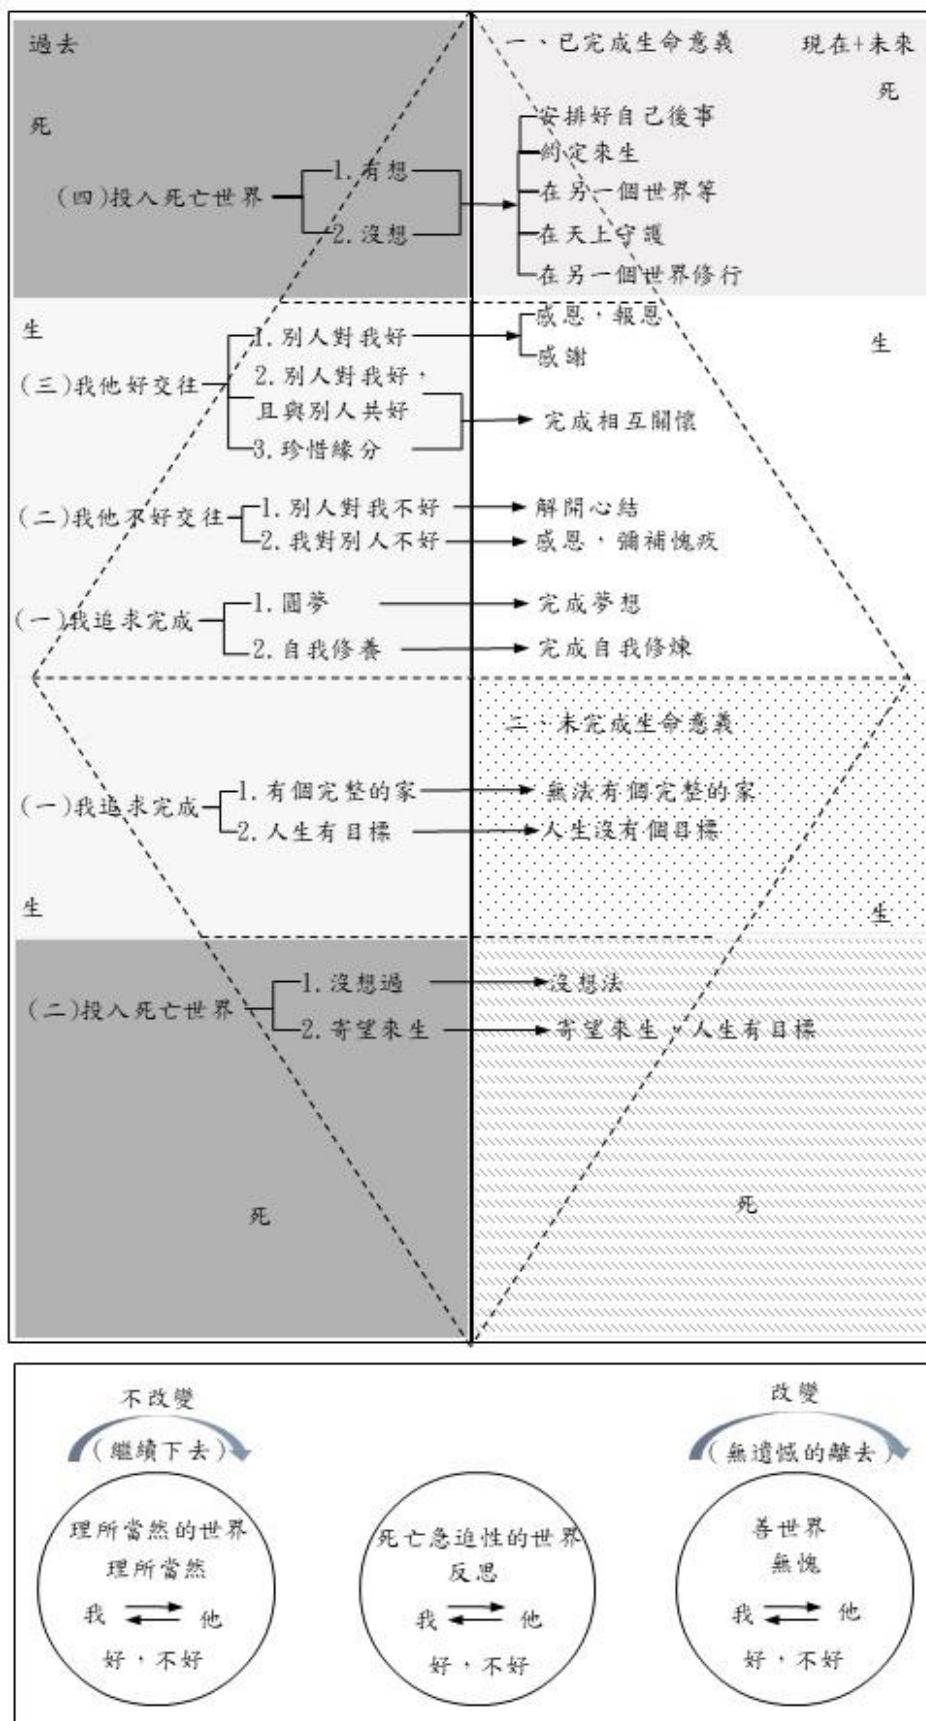 過去
一、已完成生命意義
現在+未來
死
死
(四)投入死亡世界
1.有想
2.沒想
安排好自己後事
約定來生
在另一個世界等
在天上守護
在另一個世界修行
生
生
(三)我他好交往
1.別人對我好
2.別人對我好，
且與別人共好
3.珍惜緣分
感恩，報恩
感謝
完成相互關懷
(二)我他不好交往
1.別人對我不好
2.我對別人不好
解開心結
感恩，彌補愧疚
(一)我追求完成
1.圓夢
2.自我修養
完成夢想
完成自我修煉
二、未完成生命意義
(一)我追求完成
1.有個完整的家
2.人生有目標
無法有個完整的家
人生沒有個目標
生
生
(二)投入死亡世界
1.沒想過
2.寄望來生
沒想法
寄望來生，人生有目標
死
死
不改變
(繼續下去)
理所當然的世界
理所當然
我 他
好，不好
死亡急迫性的世界
反思
我 他
好，不好
改變
(無遺憾的離去)
善世界
無愧
我 他
好，不好